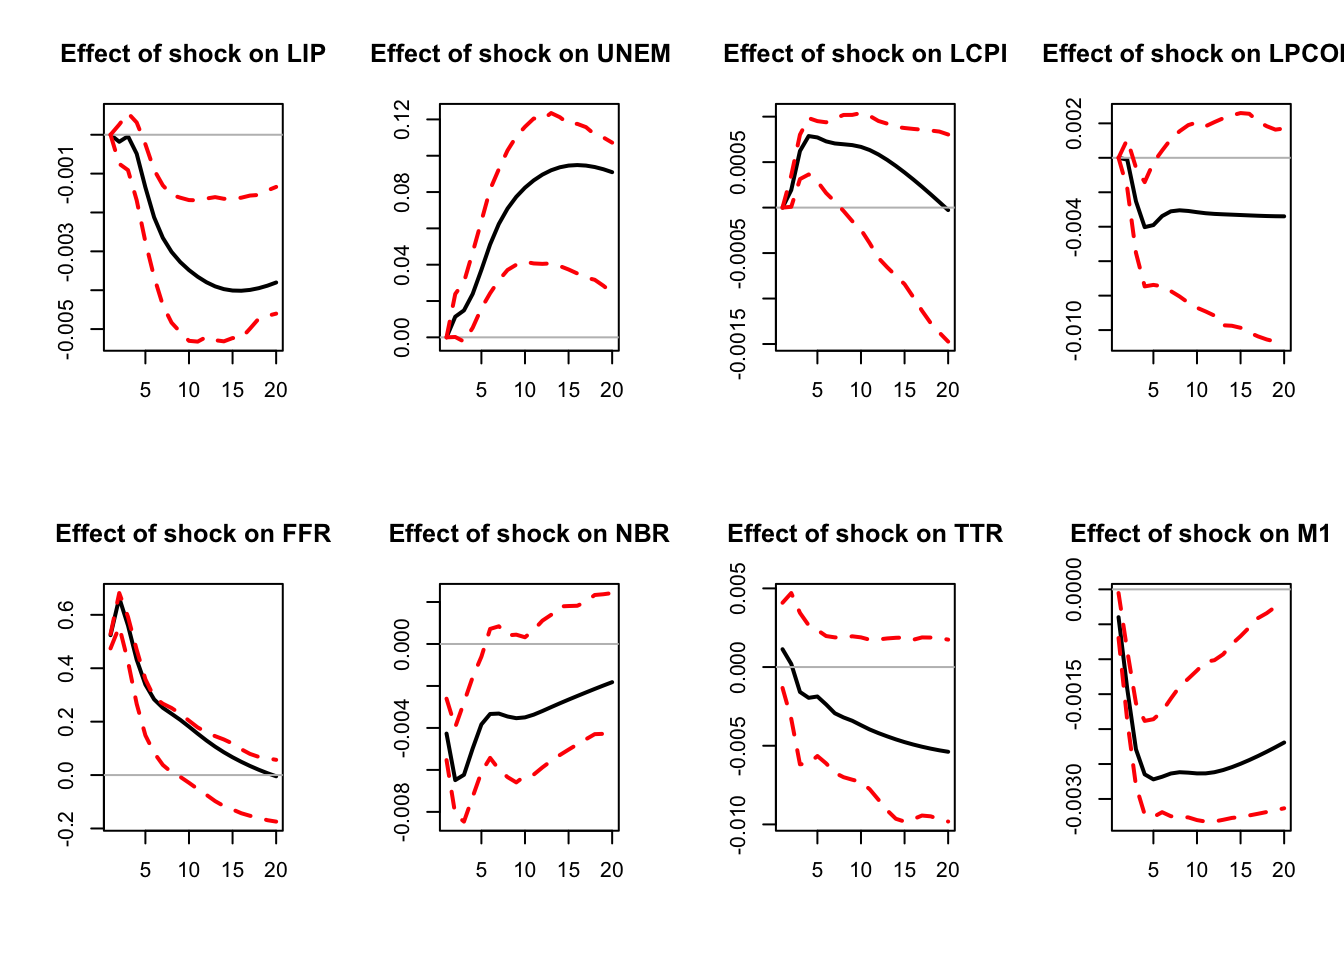 Effect of shock on LIP
-0.001
-0.003
-0.005
5 10 15 20
Effect of shock on UNEM
0.12
0.08
0.04
0.00
5 10 15 20
Effect of shock on LCPI
0.0005
-0.0005
-0.0015
5 10 15 20
Effect of shock on LPCO
0.002
-0.004
-0.010
5 10 15 20
Effect of shock on FFR
0.6
0.4
0.2
0.0
-0.2
5 10 15 20
Effect of shock on NBR
0.000
-0.004
-0.008
5 10 15 20
Effect of shock on TTR
0.005
0.000
-0.005
-0.010
5 10 15 20
Effect of shock on M1
0.0000
-0.0015
-0.0030
5 10 15 20